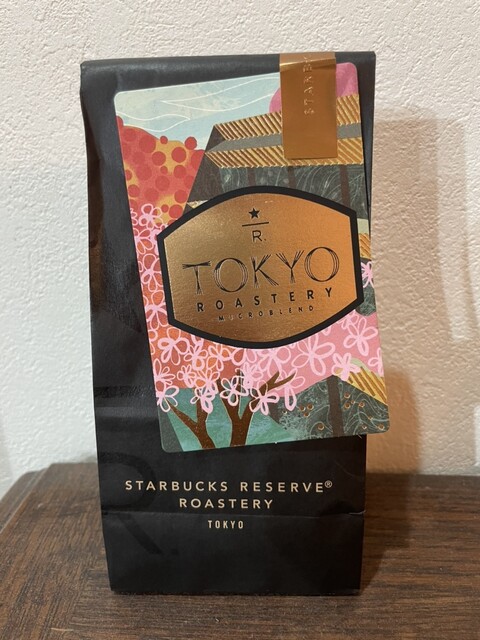 R.
TOKYO
ROASTERY
MICROBLEND
STARBUCKS RESERVE®
ROASTERY
TOKYO